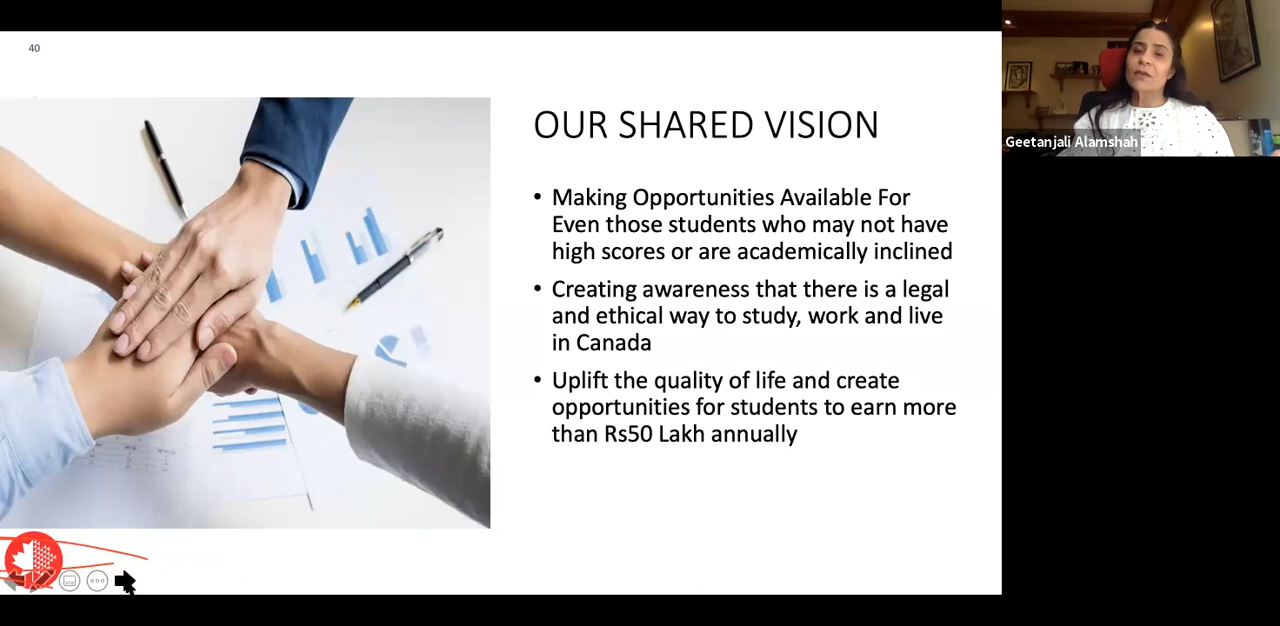 40
OUR SHARED VISION
• Making Opportunities Available For
Even those students who may not have
high scores or are academically inclined
• Creating awareness that there is a legal
and ethical way to study, work and live
in Canada
• Uplift the quality of life and create
opportunities for students to earn more
than Rs50 Lakh annually
Geetanjali Alamshah